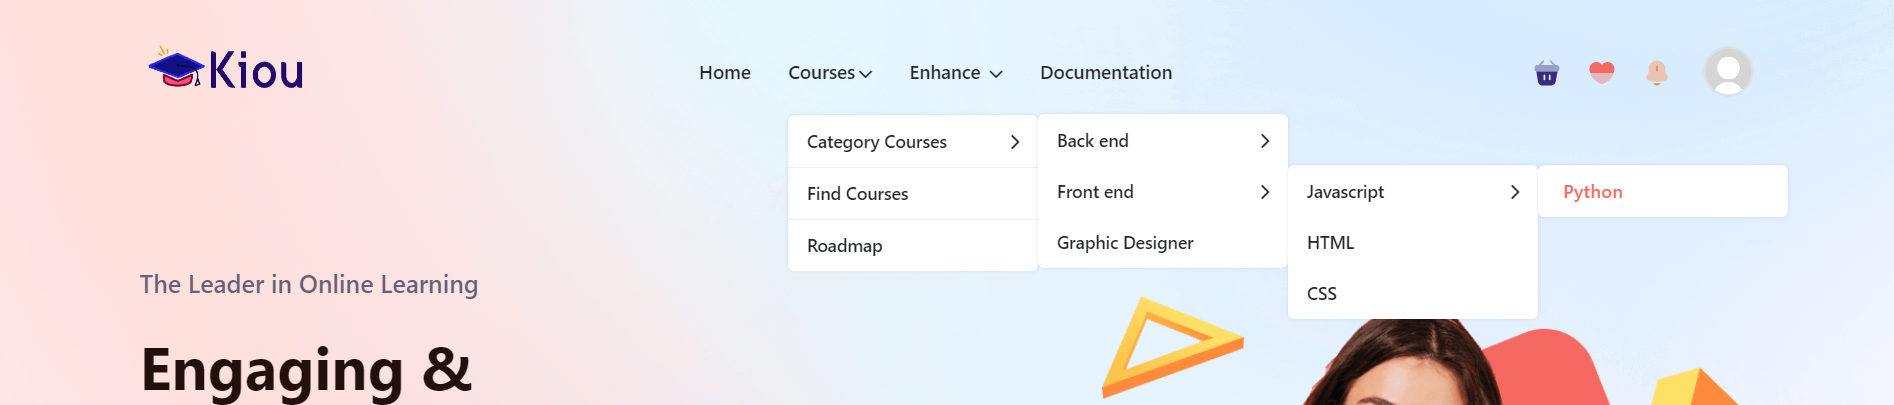 Kiou
Home
Courses
Enhance
Documentation
Category Courses
Find Courses
Roadmap
Back end
Front end
Graphic Designer
Javascript
HTML
CSS
Python
The Leader in Online Learning
Engaging &